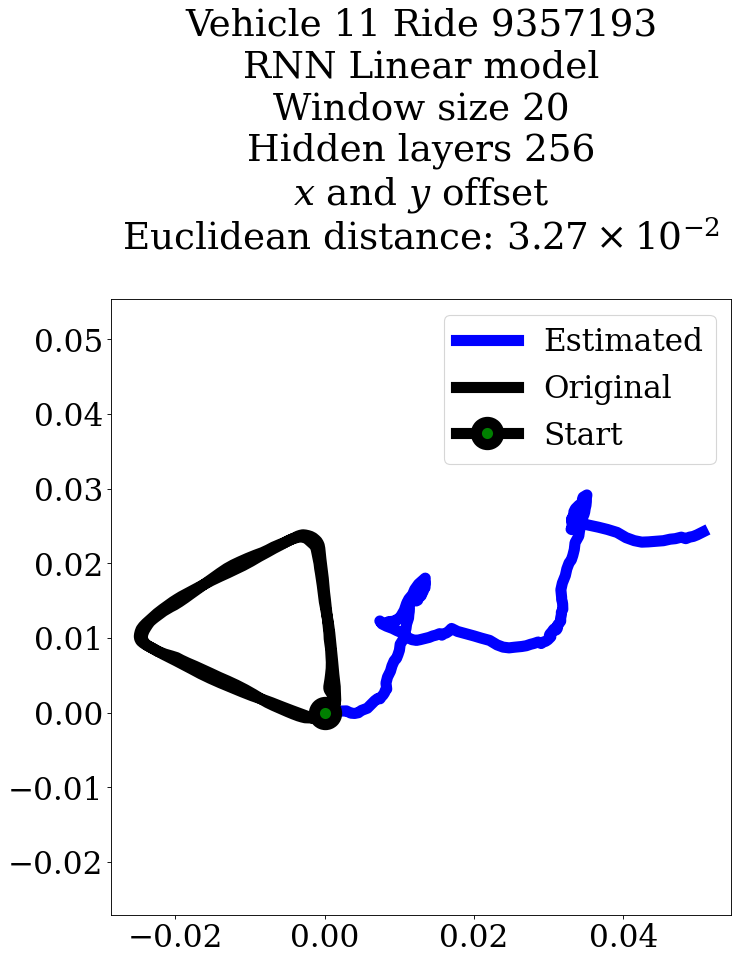 Vehicle 11 Ride 9357193
RNN Linear model
Window size 20
Hidden layers 256
x and y offset
Euclidean distance: 3.27 × 10⁻²
Estimated
Original
Start
0.05
0.04
0.03
0.02
0.01
0.00
−0.01
−0.02
−0.02 0.00 0.02 0.04